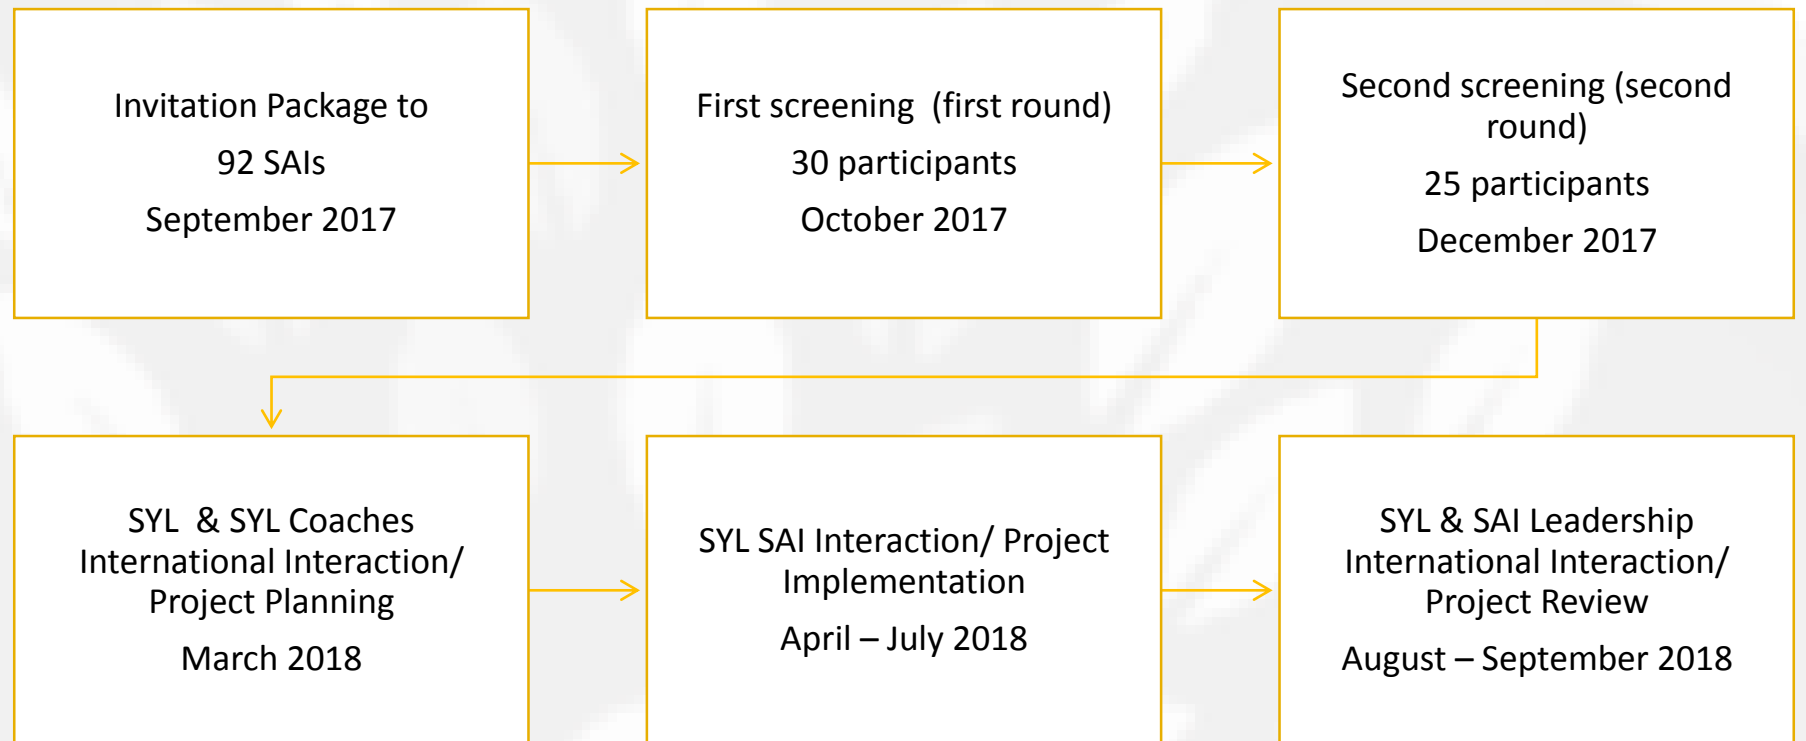 Invitation Package to
92 SAIs
September 2017
First screening  (first round)
30 participants
October 2017
Second screening (second
round)
25 participants
December 2017
SYL  & SYL Coaches
International Interaction/
Project Planning
March 2018
SYL SAI Interaction/ Project
Implementation
April – July 2018
SYL & SAI Leadership
International Interaction/
Project Review
August – September 2018